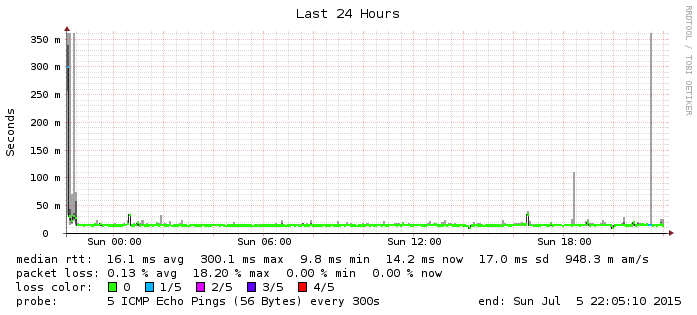 Last 24 Hours
RRDTOOL / TOBI OETIKER
Seconds
350 m
300 m
250 m
200 m
150 m
100 m
50 m
0
Sun 00:00 Sun 06:00 Sun 12:00 Sun 18:00
median rtt: 16.1 ms avg 300.1 ms max 9.8 ms min 14.2 ms now 17.0 ms sd 948.3 m am/s
packet loss: 0.13 % avg 18.20 % max 0.00 % min 0.00 % now
loss color: 0 1/5 2/5 3/5 4/5
probe: 5 ICMP Echo Pings (56 Bytes) every 300s end: Sun Jul 5 22:05:10 2015